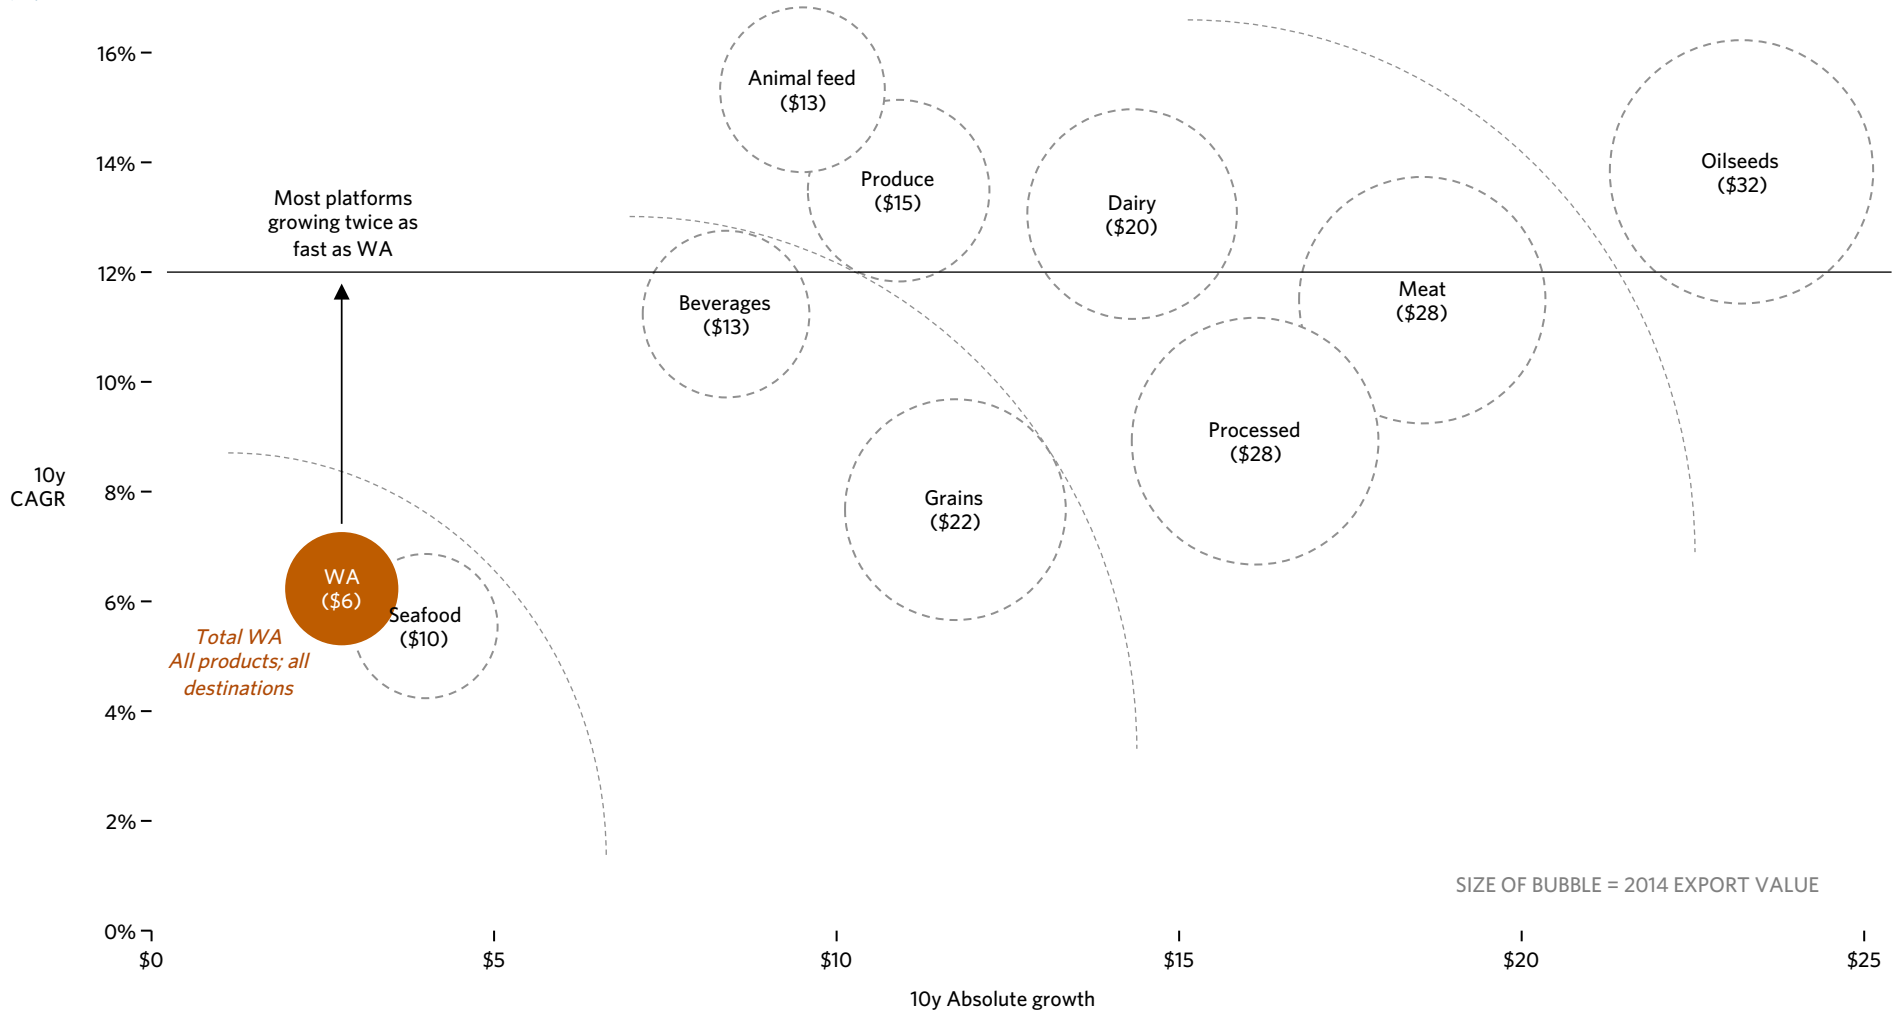 16%
14%
12%
10%
8%
6%
4%
2%
0%
10y
CAGR
Most platforms
growing twice as
fast as WA
Animal feed
($13)
Produce
($15)
Dairy
($20)
Oilseeds
($32)
Beverages
($13)
Meat
($28)
Processed
($28)
Grains
($22)
WA
($6)
Seafood
($10)
Total WA
All products; all
destinations
SIZE OF BUBBLE = 2014 EXPORT VALUE
$0
$5
$10
$15
$20
$25
10y Absolute growth